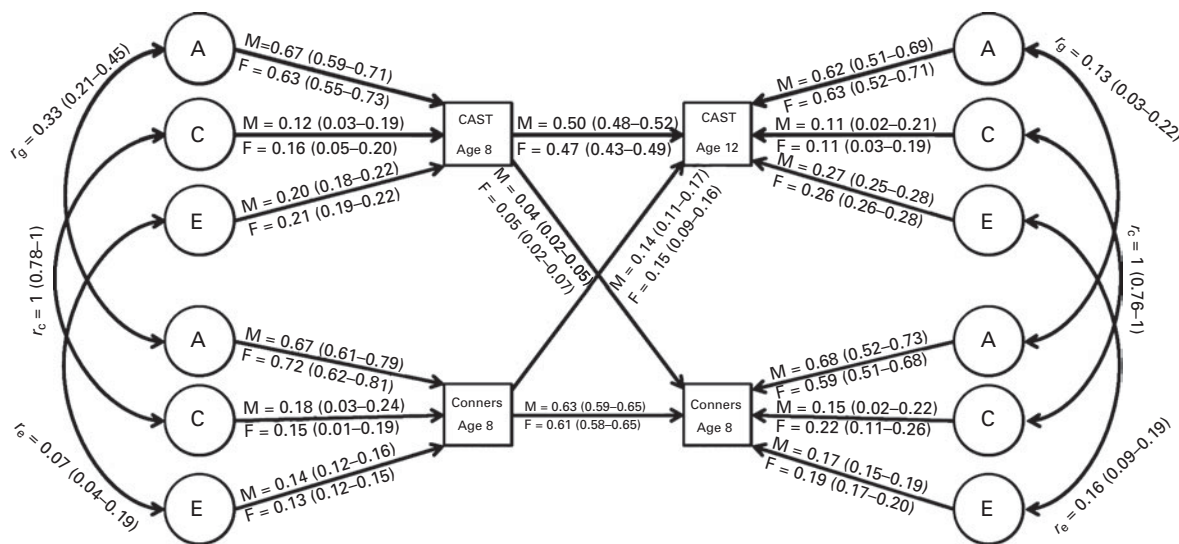 A
M=0.67 (0.59–0.71)
F = 0.63 (0.55–0.73)
C
M = 0.12 (0.03–0.19)
F = 0.16 (0.05–0.20)
E
M = 0.20 (0.18–0.22)
F = 0.21 (0.19–0.22)
rg = 0.33 (0.21–0.45)
rc = 1 (0.78–1)
re = 0.07 (0.04–0.19)
A
M = 0.67 (0.61–0.79)
F = 0.72 (0.62–0.81)
C
M = 0.18 (0.03–0.24)
F = 0.15 (0.01–0.19)
E
M = 0.14 (0.12–0.16)
F = 0.13 (0.12–0.15)
CAST
Age 8
Conners
Age 8
M = 0.50 (0.48–0.52)
F = 0.47 (0.43–0.49)
M = 0.04 (0.02–0.05)
F = 0.05 (0.02–0.07)
M = 0.14 (0.11–0.17)
F = 0.15 (0.09–0.16)
M = 0.63 (0.59–0.65)
F = 0.61 (0.58–0.65)
CAST
Age 12
Conners
Age 8
M = 0.62 (0.51–0.69)
F = 0.63 (0.52–0.71)
A
M = 0.11 (0.02–0.21)
F = 0.11 (0.03–0.19)
C
M = 0.27 (0.25–0.28)
F = 0.26 (0.26–0.28)
E
M = 0.68 (0.52–0.73)
F = 0.59 (0.51–0.68)
A
M = 0.15 (0.02–0.22)
F = 0.22 (0.11–0.26)
C
M = 0.17 (0.15–0.19)
F = 0.19 (0.17–0.20)
E
rg = 0.13 (0.03–0.22)
rc = 1 (0.76–1)
re = 0.16 (0.09–0.19)